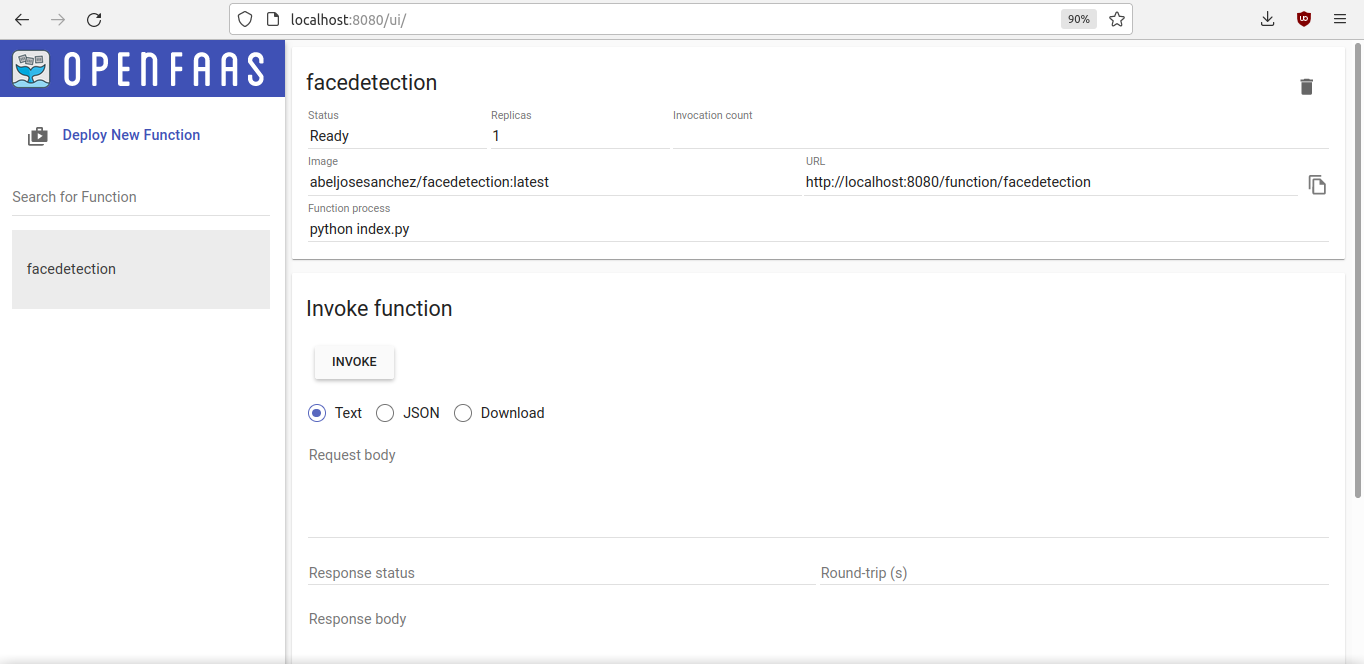 localhost:8080/ui/
90%
OPENFAAS
Deploy New Function
Search for Function
facedetection
facedetection
Status
Replicas
Invocation count
Ready
1
Image
URL
abeljosesanchez/facedetection:latest
http://localhost:8080/function/facedetection
Function process
python index.py
Invoke function
INVOKE
Text
JSON
Download
Request body
Response status
Round-trip (s)
Response body